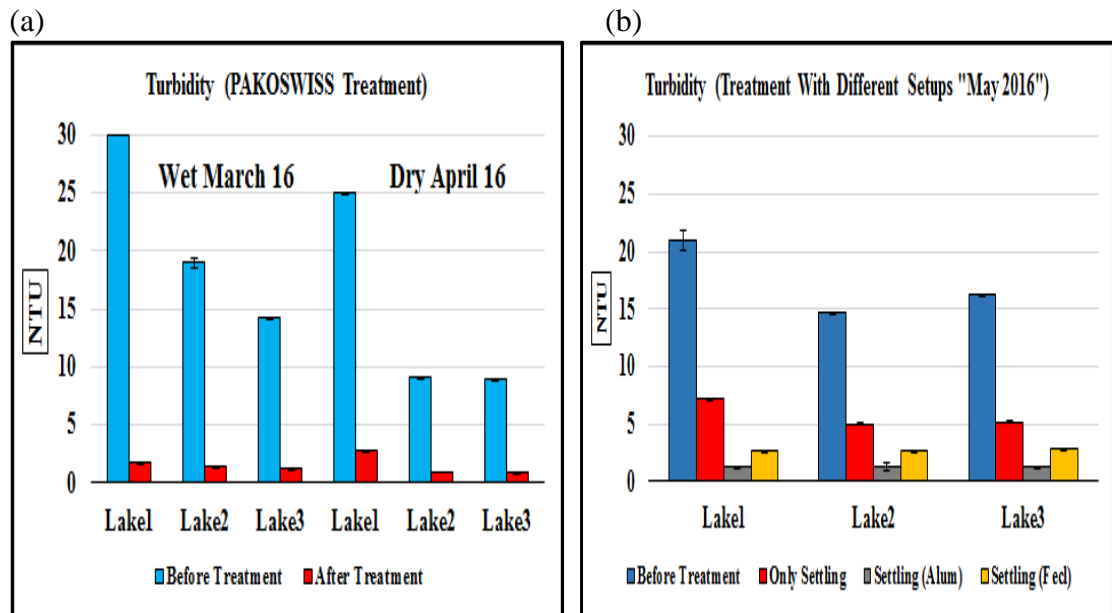 (a)
Turbidity (PAKOSWISS Treatment)
30
25
20
15
10
5
0
NTU
Wet March 16
Dry April 16
Lake1 Lake2 Lake3 Lake1 Lake2 Lake3
Before Treatment After Treatment
(b)
Turbidity (Treatment With Different Setups "May 2016")
30
25
20
15
10
5
0
NTU
Lake1 Lake2 Lake3
Before Treatment Only Settling Settling (Alum) Settling (Fecl)